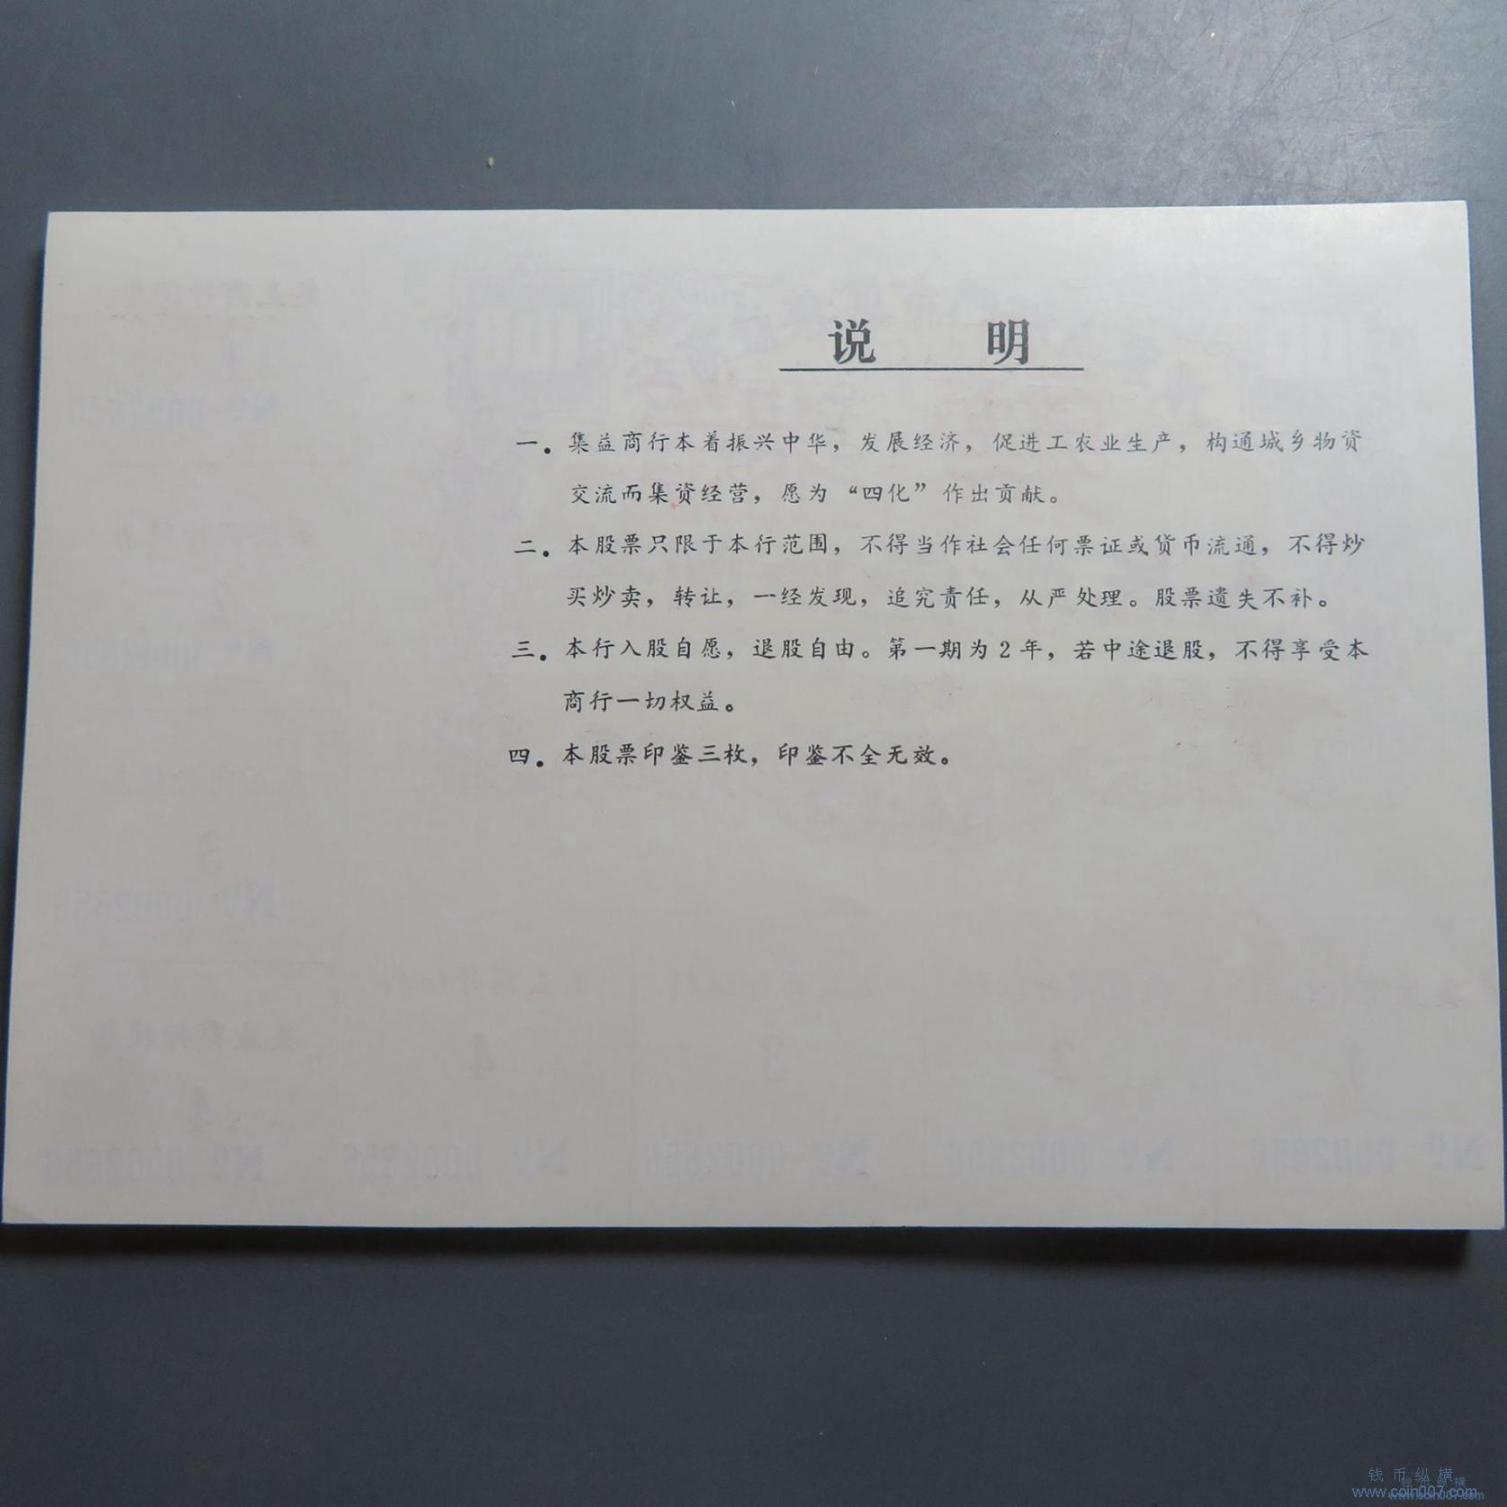 说 明
一. 集益商行本着振兴中华，发展经济，促进工农业生产，构通城乡物资
交流而集资经营，愿为“四化”作出贡献。
二. 本股票只限于本行范围，不得当作社会任何票证或货币流通，不得炒
买炒卖，转让，一经发现，追究责任，从严处理。股票遗失不补。
三. 本行入股自愿，退股自由。第一期为2年，若中途退股，不得享受本
商行一切权益。
四. 本股票印鉴三枚，印鉴不全无效。
钱币纵横
www.coin007.com